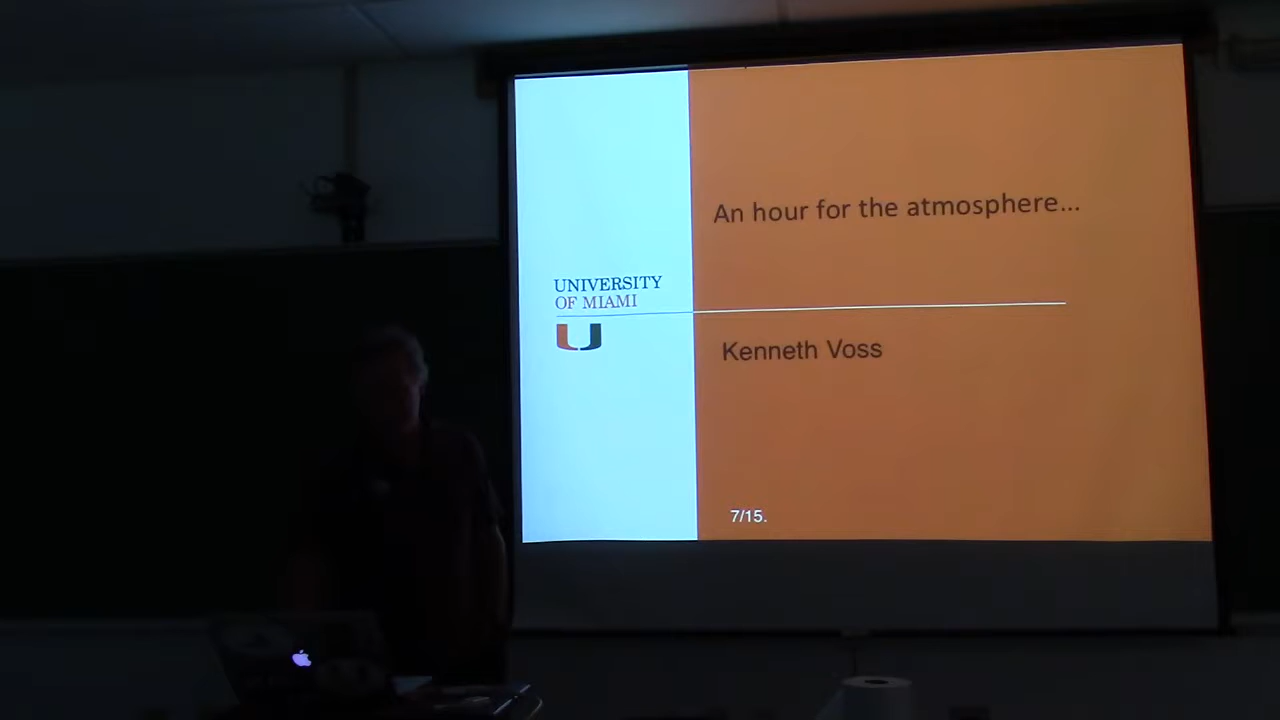 An hour for the atmosphere...
UNIVERSITY
OF MIAMI
Kenneth Voss
7/15.